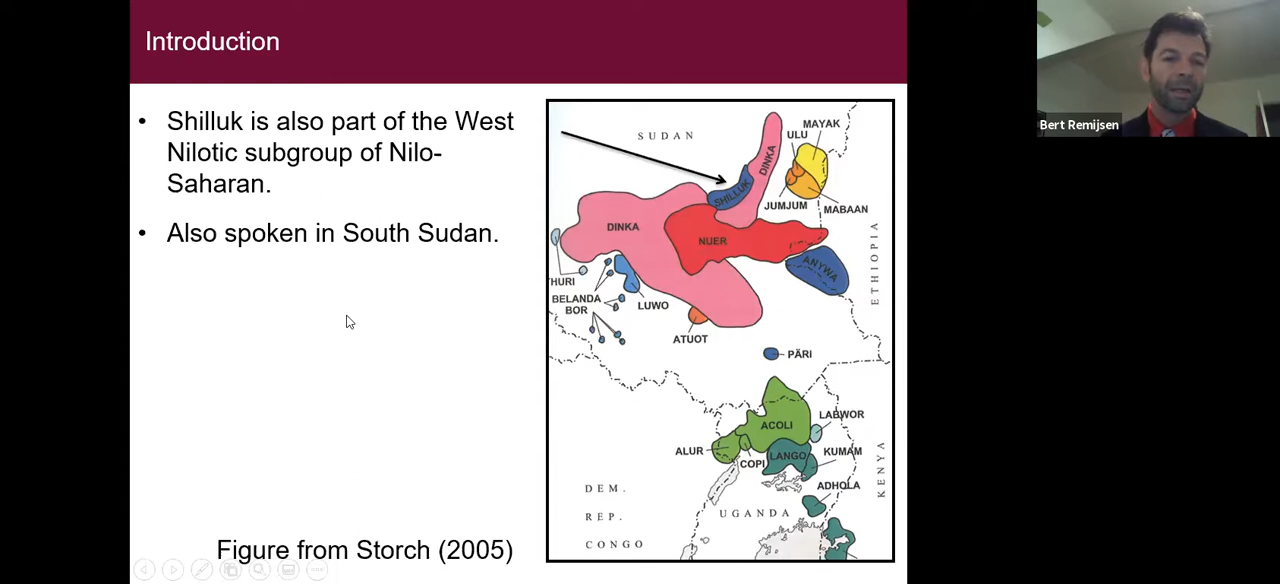 Introduction
• Shilluk is also part of the West
Nilotic subgroup of Nilo-
Saharan.
• Also spoken in South Sudan.
Figure from Storch (2005)
SUDAN
MAYAK
ULU
DINKA
SHILLUK
JUMJUM
MABAAN
DINKA
NUER
ANYWA
ETHIOPIA
THURI
BELANDA
BOR
LUWO
ATUOT
PÄRI
ACOLI
LABWOR
ALUR
COPI
LANGO
KUMAM
KENYA
ADHOLA
DEM.
REP.
CONGO
UGANDA
Bert Remijsen